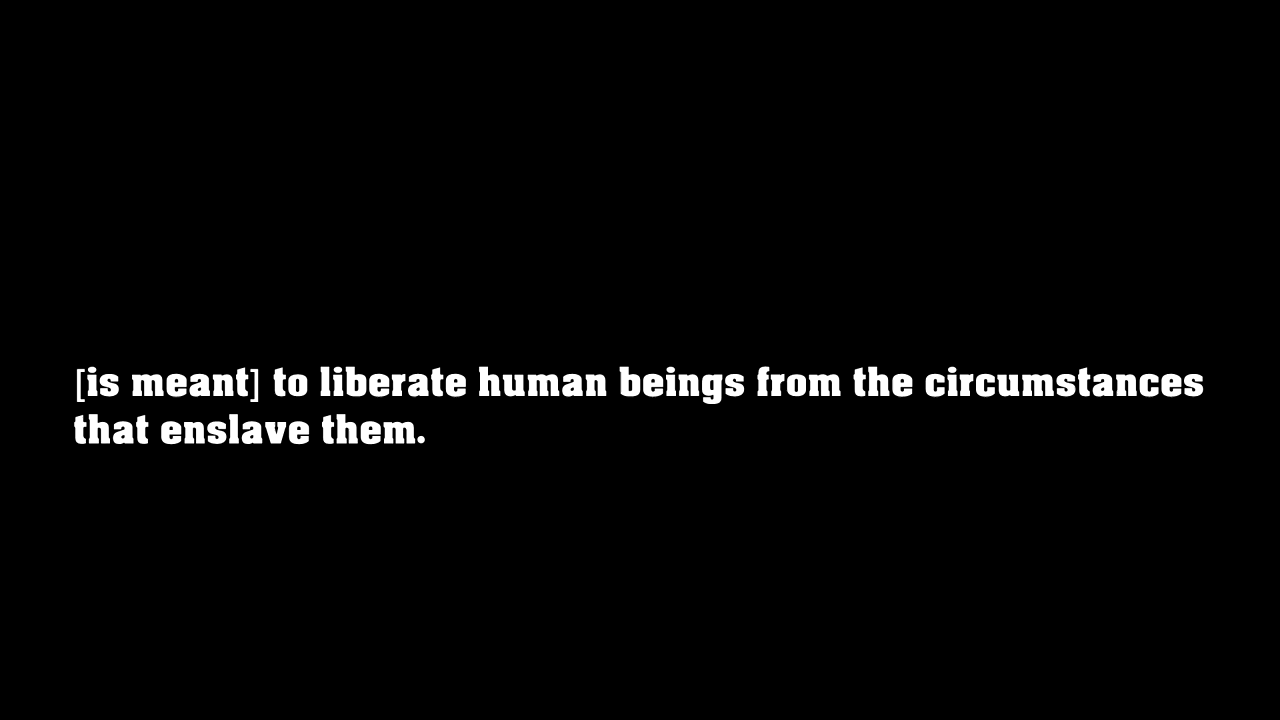 [is meant] to liberate human beings from the circumstances
that enslave them.